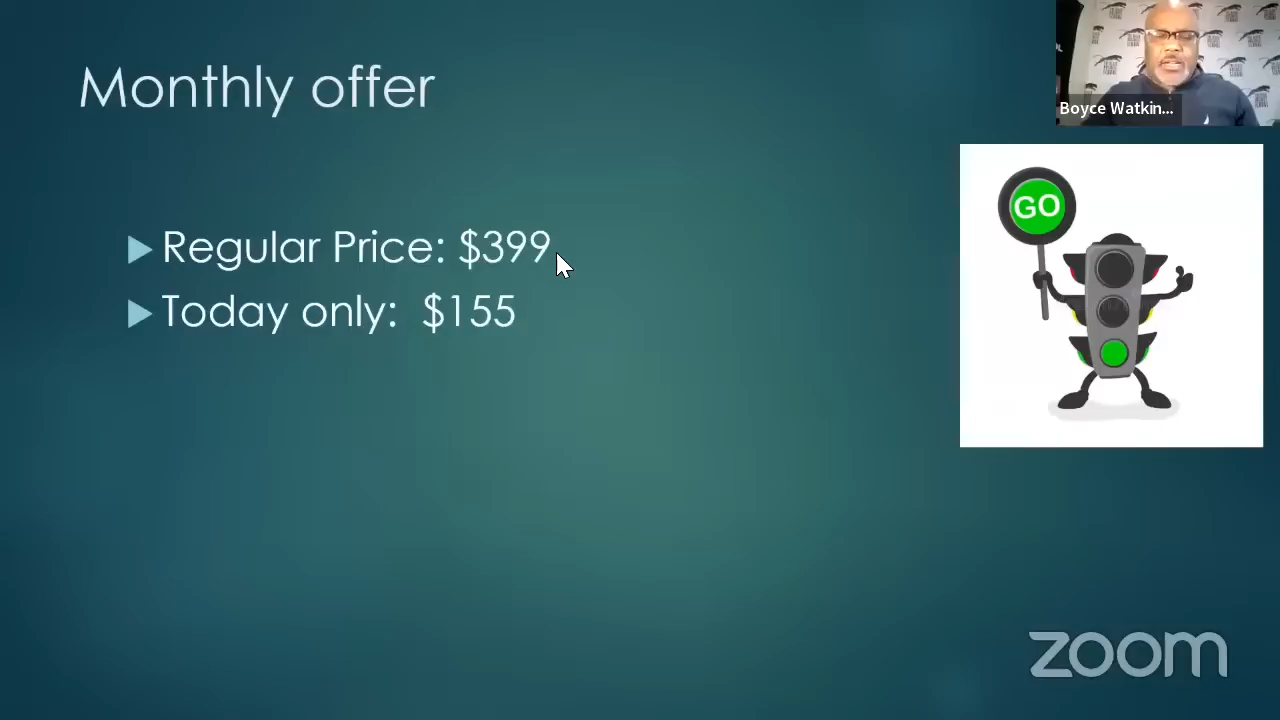 Monthly offer
Boyce Watkin...
GO
Regular Price: $399
Today only: $155
zoom